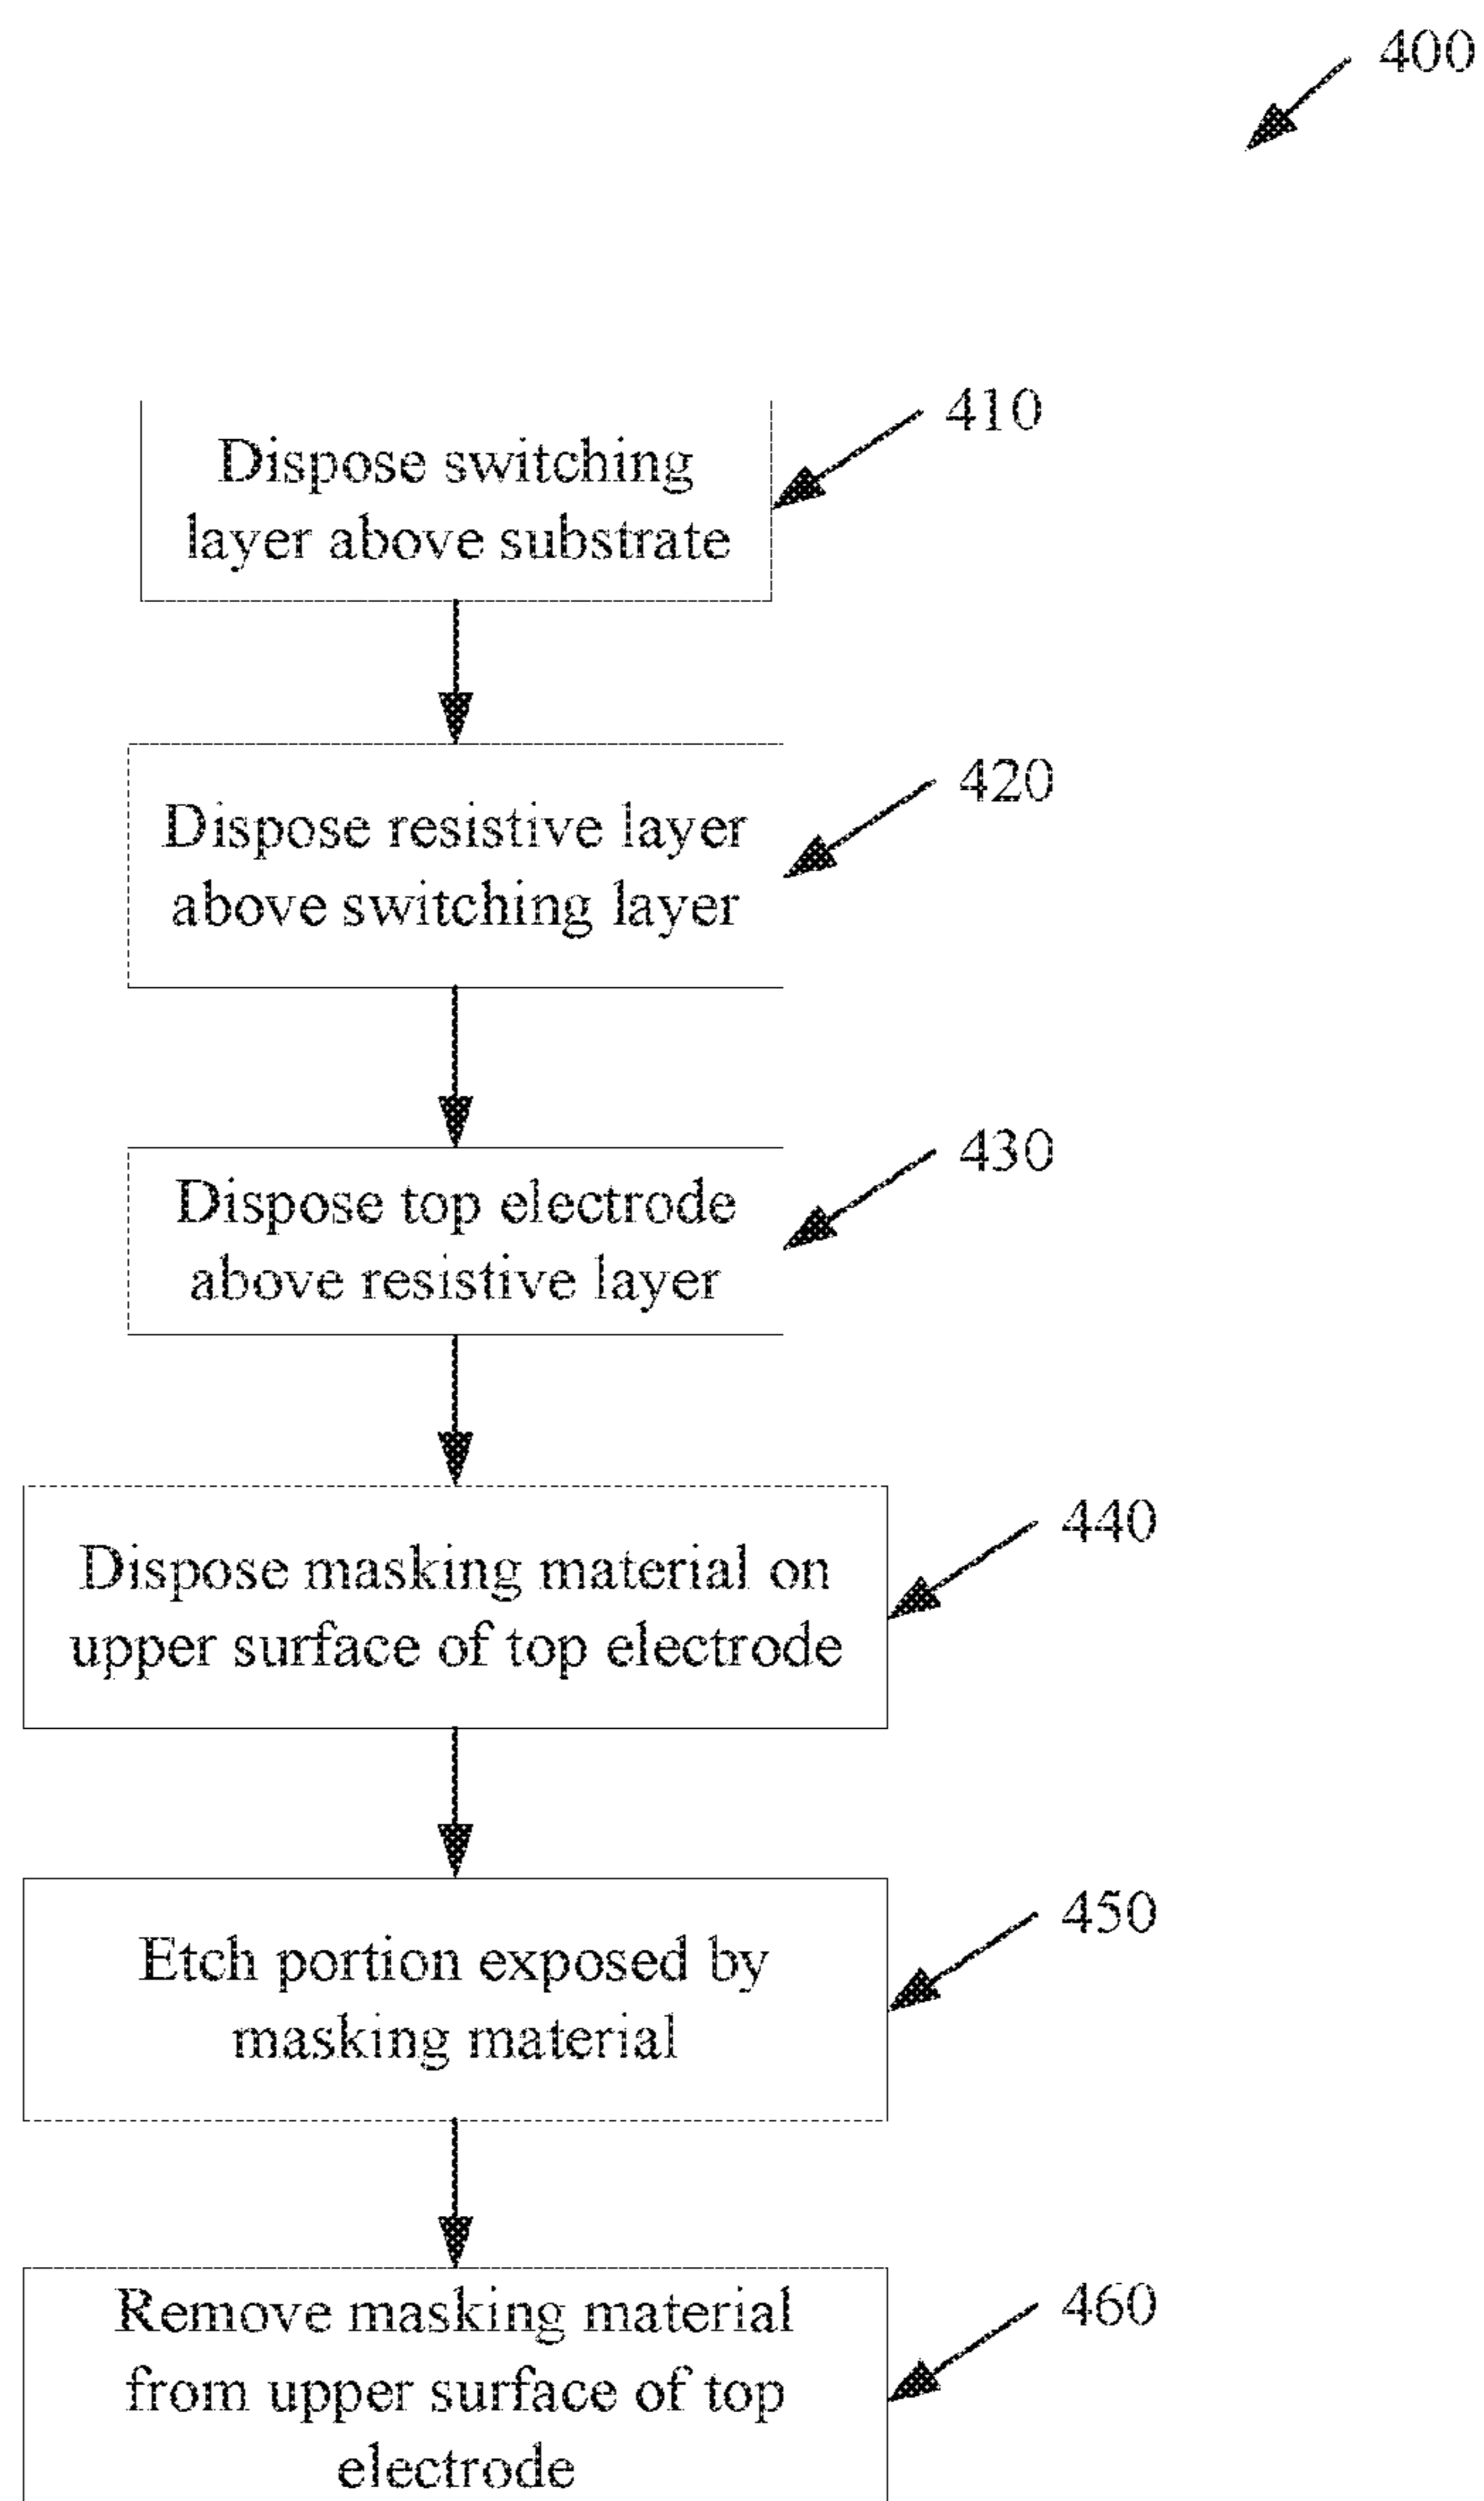 400
410
Dispose switching
layer above substrate
420
Dispose resistive layer
above switching layer
430
Dispose top electrode
above resistive layer
440
Dispose masking material on
upper surface of top electrode
450
Etch portion exposed by
masking material
460
Remove masking material
from upper surface of top
electrode